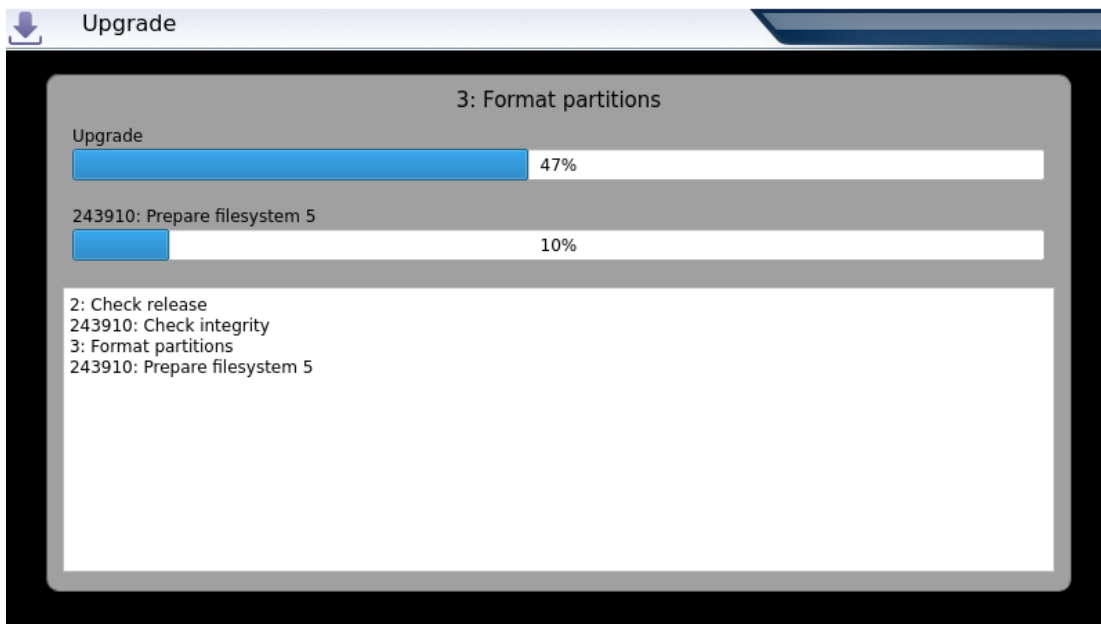 Upgrade
3: Format partitions
Upgrade
47%
243910: Prepare filesystem 5
10%
2: Check release
243910: Check integrity
3: Format partitions
243910: Prepare filesystem 5